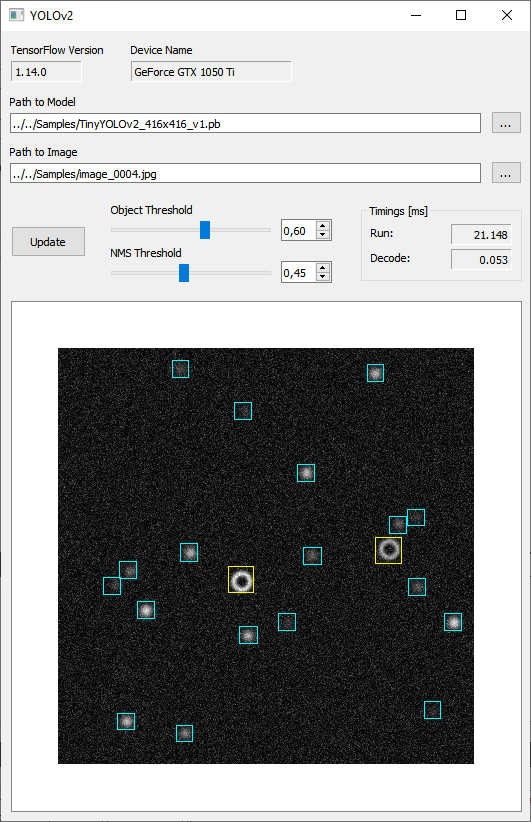 YOLOv2
TensorFlow Version
Device Name
1.14.0
GeForce GTX 1050 Ti
Path to Model
../../Samples/TinyYOLOv2_416x416_v1.pb
...
Path to Image
../../Samples/image_0004.jpg
...
Update
Object Threshold
0,60
NMS Threshold
0,45
Timings [ms]
Run:
21.148
Decode:
0.053